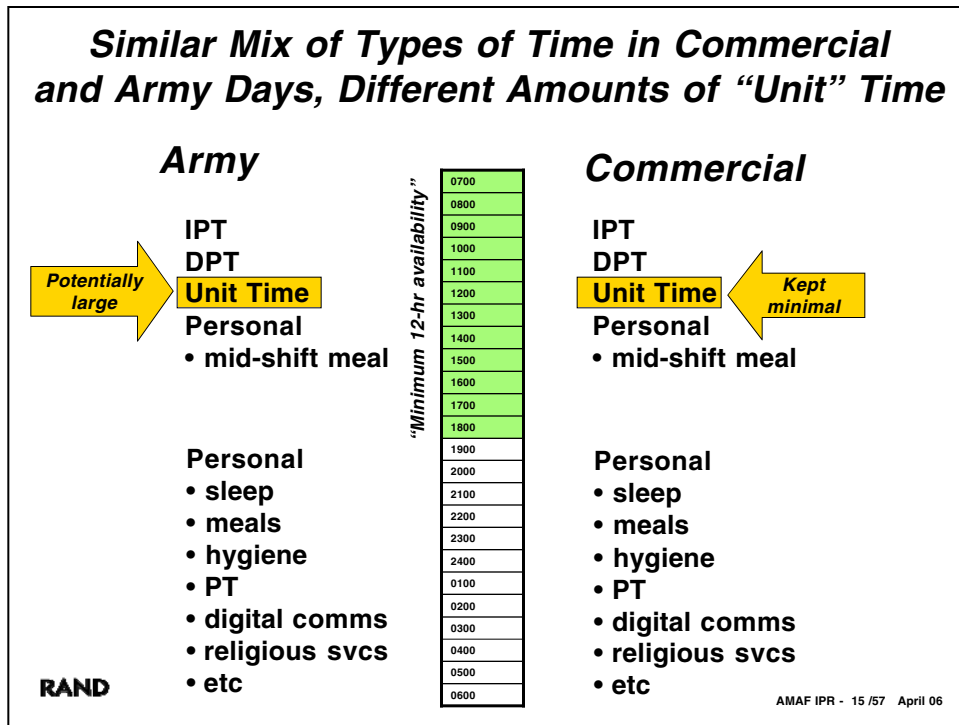 Similar Mix of Types of Time in Commercial
and Army Days, Different Amounts of “Unit” Time
Army
IPT
DPT
Potentially
large
Unit Time
Personal
• mid-shift meal
Personal
• sleep
• meals
• hygiene
• PT
• digital comms
• religious svcs
• etc
“Minimum 12-hr availability”
0700
0800
0900
1000
1100
1200
1300
1400
1500
1600
1700
1800
1900
2000
2100
2200
2300
2400
0100
0200
0300
0400
0500
0600
Commercial
IPT
DPT
Unit Time
Kept
minimal
Personal
• mid-shift meal
Personal
• sleep
• meals
• hygiene
• PT
• digital comms
• religious svcs
• etc
RAND
AMAF IPR - 15 /57 April 06